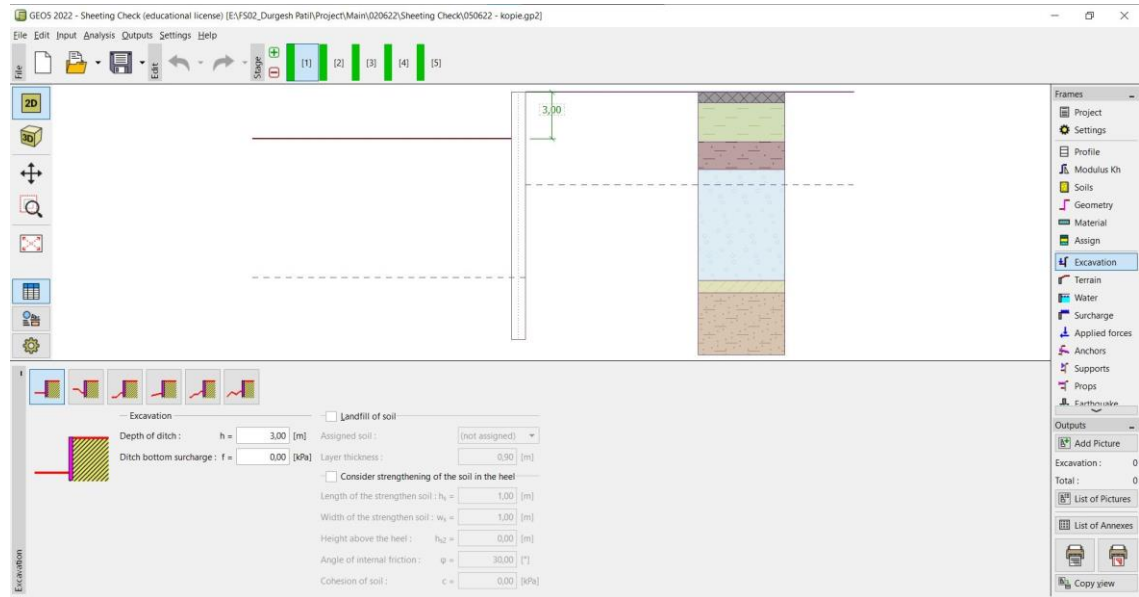 GEO5 2022 - Sheeting Check (educational license) [E:\FS02_Durgesh Patil\Project\Main\020622\Sheeting Check\050622 - kopie.gp2]
File Edit Input Analysis Outputs Settings Help
File
Edit
Stage
[1] [2] [3] [4] [5]
2D
3D
3,00
Frames
Project
Settings
Profile
Modulus Kh
Soils
Geometry
Material
Assign
Excavation
Terrain
Water
Surcharge
Applied forces
Anchors
Supports
Props
Earthquake
Outputs
Add Picture
Excavation : 0
Total : 0
List of Pictures
List of Annexes
Copy view
Excavation
Excavation
Depth of ditch : h = 3,00 [m]
Ditch bottom surcharge : f = 0,00 [kPa]
Landfill of soil
Assigned soil : (not assigned)
Layer thickness : 0,90 [m]
Consider strengthening of the soil in the heel
Length of the strengthen soil : hs = 1,00 [m]
Width of the strengthen soil : ws = 1,00 [m]
Height above the heel : hs2 = 0,00 [m]
Angle of internal friction : φ = 30,00 [°]
Cohesion of soil : c = 0,00 [kPa]